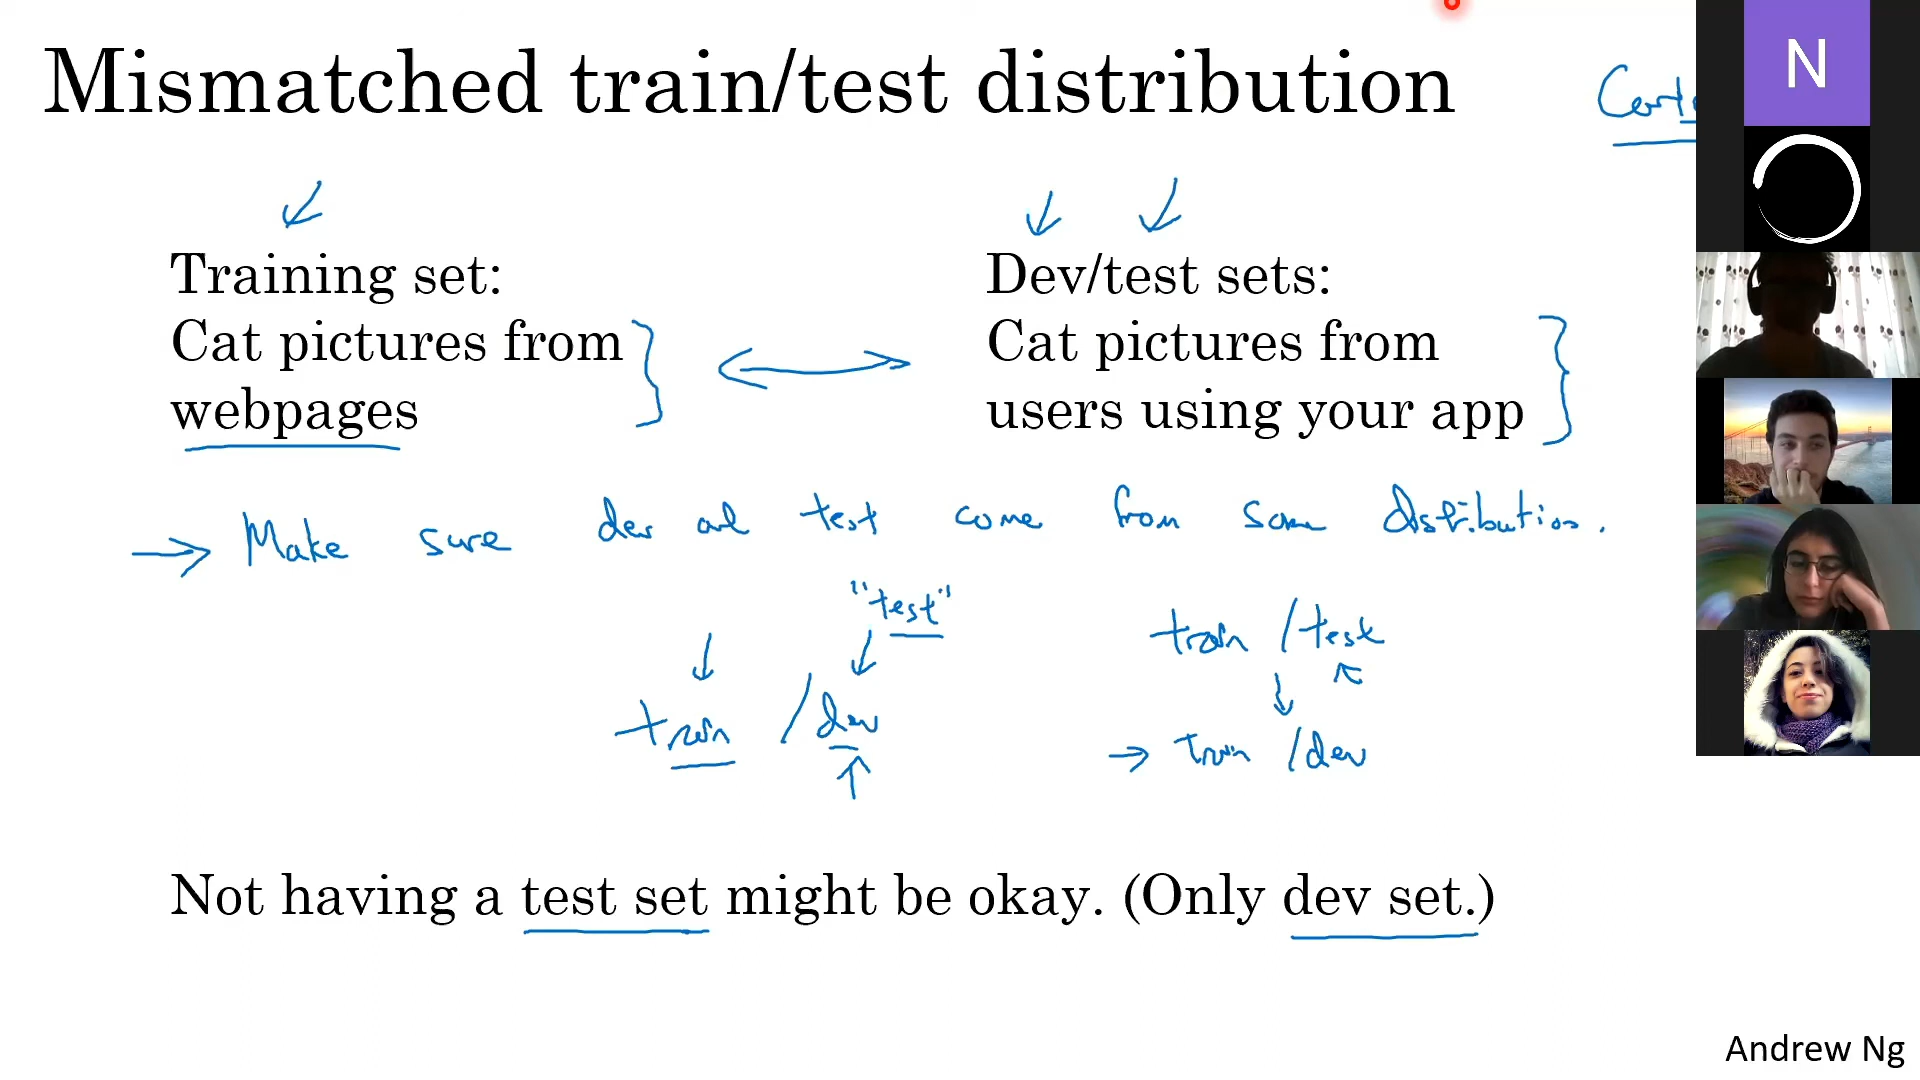 Mismatched train/test distribution
N
Training set:
Cat pictures from
webpages
Dev/test sets:
Cat pictures from
users using your app
Make sure dev and test come from same distribution.
"test"
train / dev
train / test
train / dev
Not having a test set might be okay. (Only dev set.)
Andrew Ng